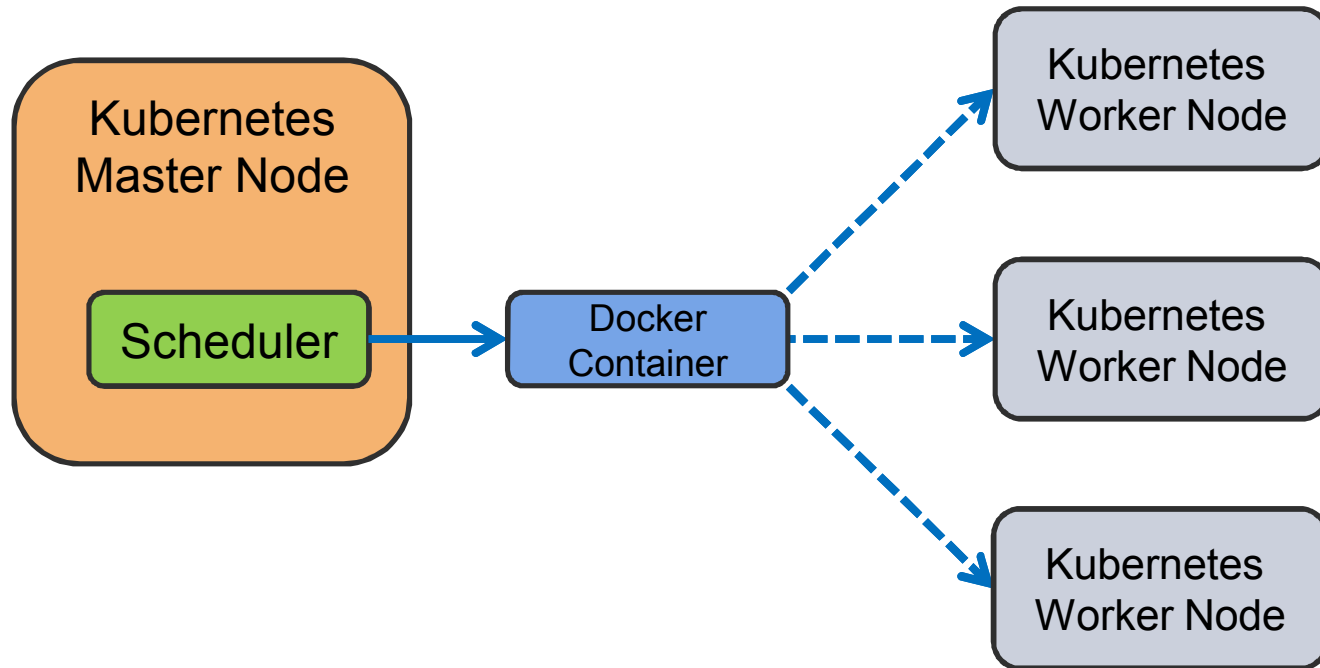 Kubernetes
Master Node
Scheduler
Docker
Container
Kubernetes
Worker Node
Kubernetes
Worker Node
Kubernetes
Worker Node